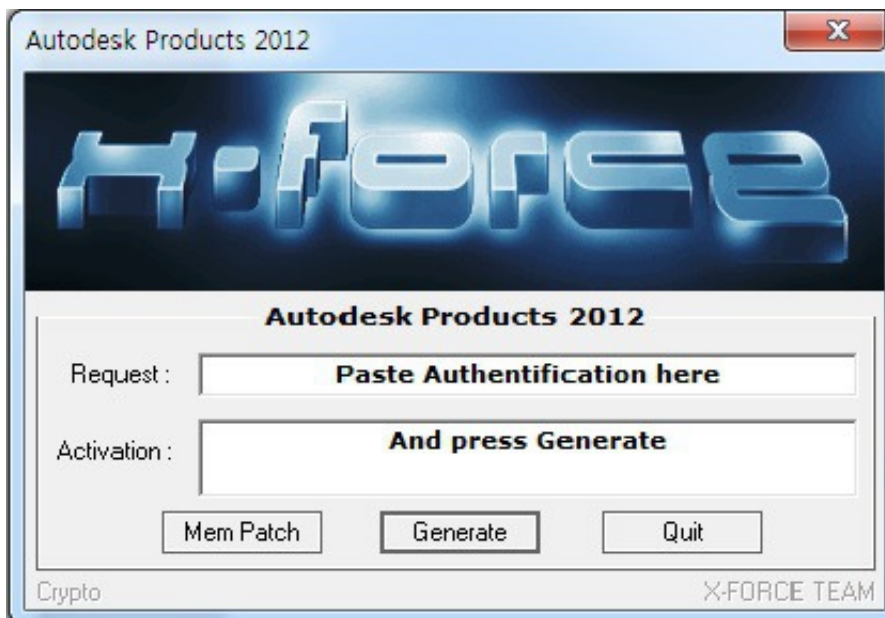 Autodesk Products 2012
x-force
Autodesk Products 2012
Request :
Paste Authentification here
Activation :
And press Generate
Mem Patch
Generate
Quit
Crypto
X-FORCE TEAM